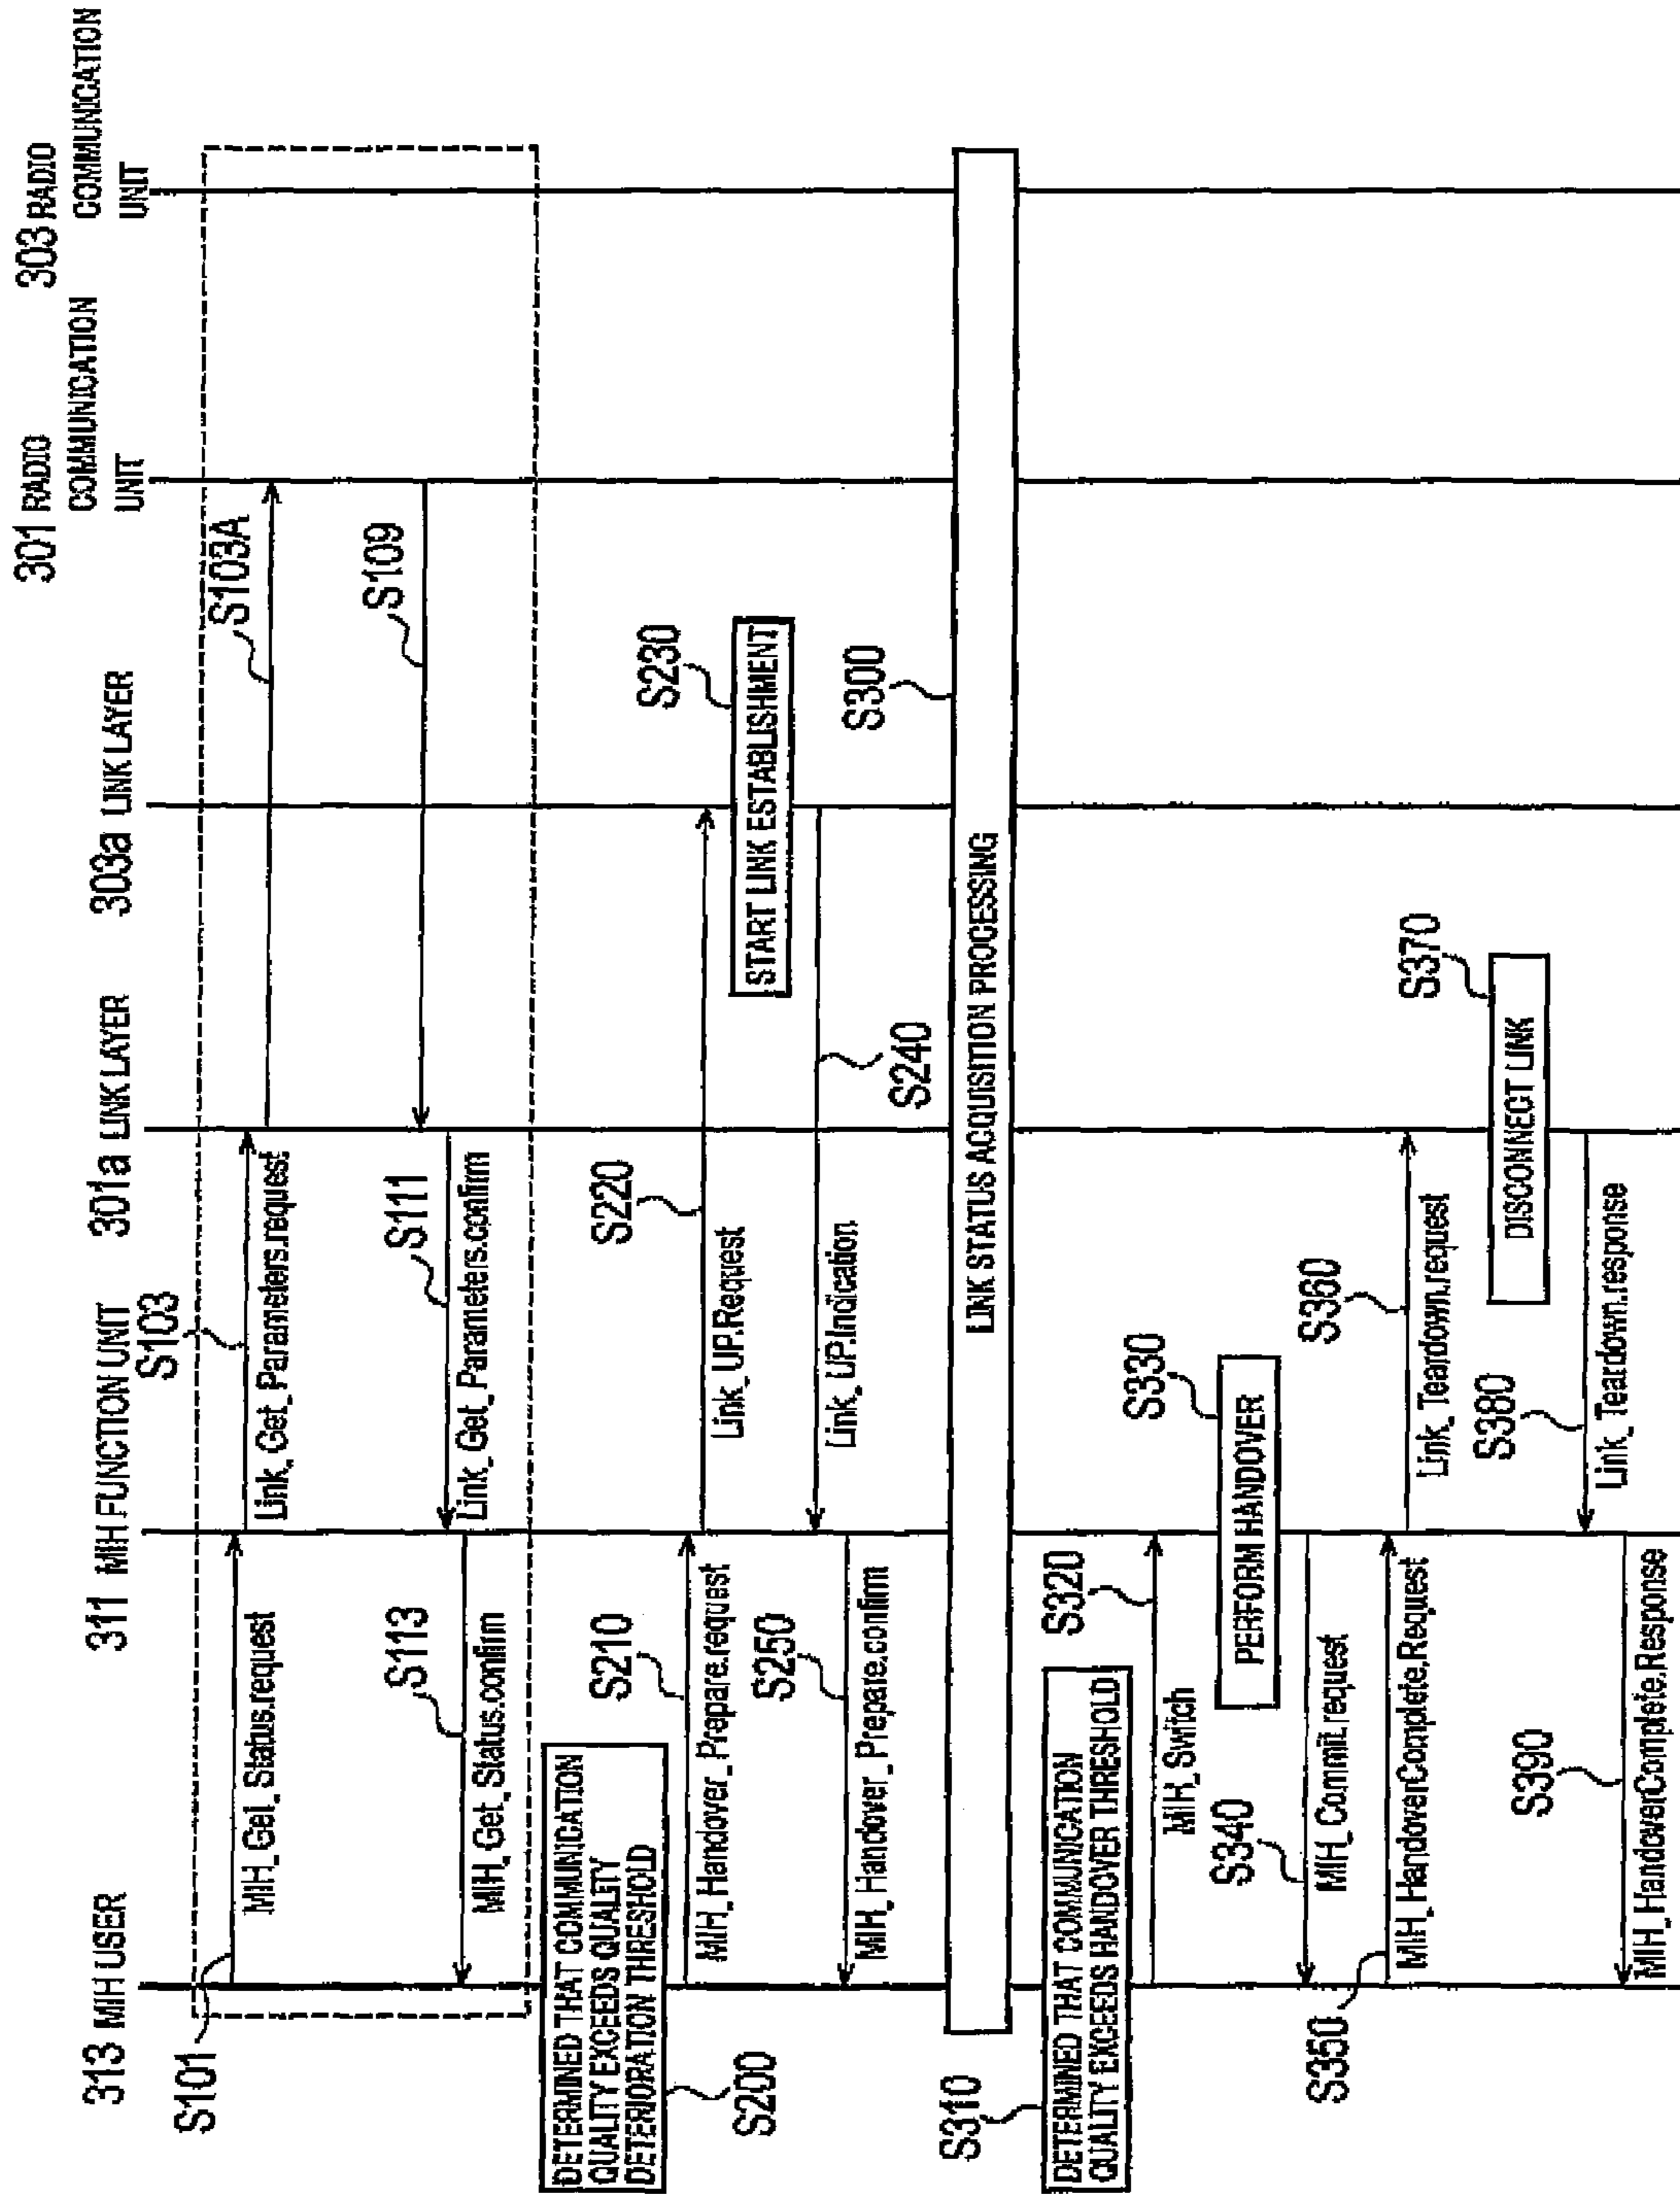 313 MIH USER
311 MIH FUNCTION UNIT
301a LINK LAYER
303a LINK LAYER
301 RADIO
COMMUNICATION
UNIT
303 RADIO
COMMUNICATION
UNIT
S101
MIH_Get_Status.request
S103
Link_Get_Parameters.request
S103A
S109
S111
Link_Get_Parameters.confirm
S113
MIH_Get_Status.confirm
DETERMINED THAT COMMUNICATION
QUALITY EXCEEDS QUALITY
DETERIORATION THRESHOLD
S200
S210
MIH_Handover_Prepare.request
S220
Link_UP.Request
S230
START LINK ESTABLISHMENT
S240
Link_UP.Indication
S250
MIH_Handover_Prepare.confirm
S300
LINK STATUS ACQUISITION PROCESSING
S310
DETERMINED THAT COMMUNICATION
QUALITY EXCEEDS HANDOVER THRESHOLD
S320
MIH_Switch
S330
PERFORM HANDOVER
S340
MIH_Commit.request
S350
MIH_HandoverComplete.Request
S360
Link_Teardown.request
S370
DISCONNECT LINK
S380
Link_Teardown.response
S390
MIH_HandoverComplete.Response